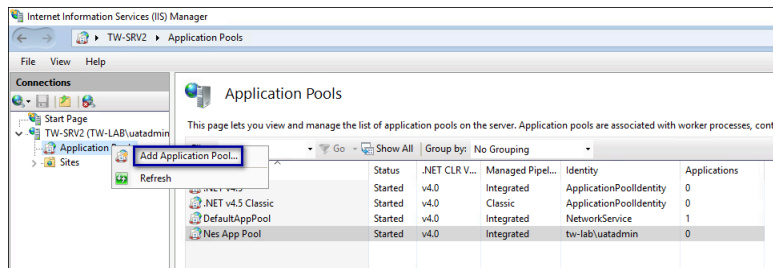 Internet Information Services (IIS) Manager
TW-SRV2 Application Pools
File View Help
Connections
Application Pools
Start Page
This page lets you view and manage the list of application pools on the server. Application pools are associated with worker processes, cont
TW-SRV2 (TW-LAB\uatadmin
Application
Go Show All Group by: No Grouping
Add Application Pool...
Sites
Refresh
Status .NET CLR V... Managed Pipel... Identity Applications
.NET v4.5 Started v4.0 Integrated ApplicationPoolIdentity 0
.NET v4.5 Classic Started v4.0 Classic ApplicationPoolIdentity 0
DefaultAppPool Started v4.0 Integrated NetworkService 1
Nes App Pool Started v4.0 Integrated tw-lab\uatadmin 0